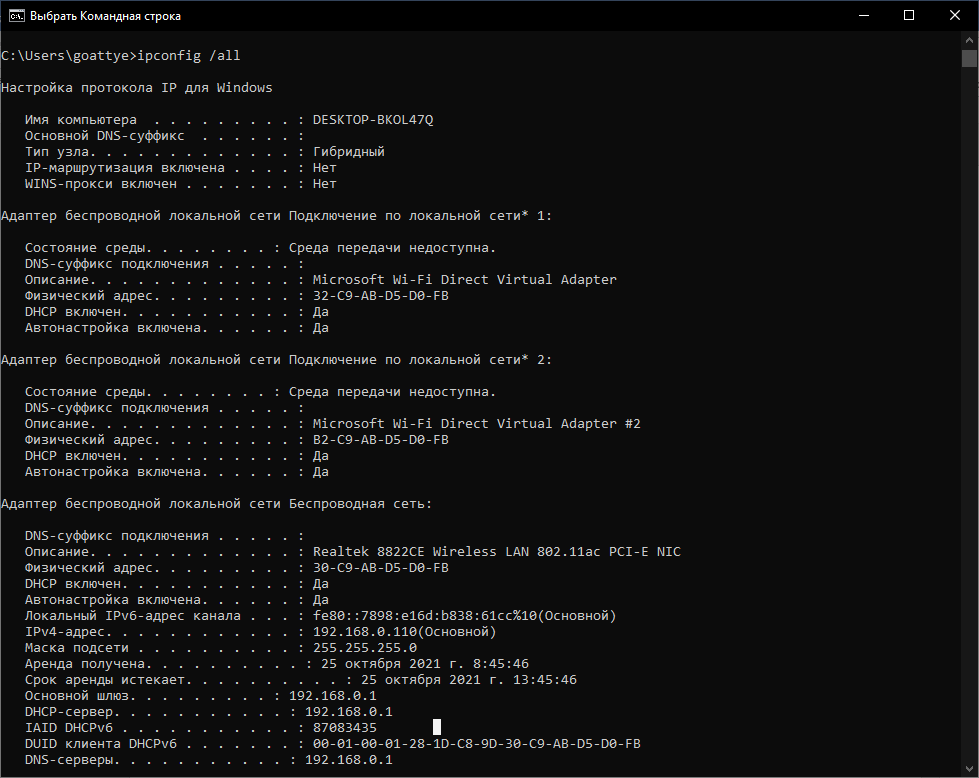 Выбрать Командная строка
C:\Users\goattye>ipconfig /all
Настройка протокола IP для Windows
Имя компьютера  . . . . . . . . . : DESKTOP-BKOL47Q
Основной DNS-суффикс  . . . . . . :
Тип узла. . . . . . . . . . . . . : Гибридный
IP-маршрутизация включена . . . . : Нет
WINS-прокси включен . . . . . . . : Нет
Адаптер беспроводной локальной сети Подключение по локальной сети* 1:
Состояние среды. . . . . . . . : Среда передачи недоступна.
DNS-суффикс подключения . . . . . :
Описание. . . . . . . . . . . . . : Microsoft Wi-Fi Direct Virtual Adapter
Физический адрес. . . . . . . . . : 32-C9-AB-D5-D0-FB
DHCP включен. . . . . . . . . . . : Да
Автонастройка включена. . . . . . : Да
Адаптер беспроводной локальной сети Подключение по локальной сети* 2:
Состояние среды. . . . . . . . : Среда передачи недоступна.
DNS-суффикс подключения . . . . . :
Описание. . . . . . . . . . . . . : Microsoft Wi-Fi Direct Virtual Adapter #2
Физический адрес. . . . . . . . . : B2-C9-AB-D5-D0-FB
DHCP включен. . . . . . . . . . . : Да
Автонастройка включена. . . . . . : Да
Адаптер беспроводной локальной сети Беспроводная сеть:
DNS-суффикс подключения . . . . . :
Описание. . . . . . . . . . . . . : Realtek 8822CE Wireless LAN 802.11ac PCI-E NIC
Физический адрес. . . . . . . . . : 30-C9-AB-D5-D0-FB
DHCP включен. . . . . . . . . . . : Да
Автонастройка включена. . . . . . : Да
Локальный IPv6-адрес канала . . . : fe80::7898:e16d:b838:61cc%10(Основной)
IPv4-адрес. . . . . . . . . . . . : 192.168.0.110(Основной)
Маска подсети . . . . . . . . . . : 255.255.255.0
Аренда получена. . . . . . . . . . : 25 октября 2021 г. 8:45:46
Срок аренды истекает. . . . . . . . . . : 25 октября 2021 г. 13:45:46
Основной шлюз. . . . . . . . . : 192.168.0.1
DHCP-сервер. . . . . . . . . . . : 192.168.0.1
IAID DHCPv6 . . . . . . . . . . . : 87083435
DUID клиента DHCPv6 . . . . . . . : 00-01-00-01-28-1D-C8-9D-30-C9-AB-D5-D0-FB
DNS-серверы. . . . . . . . . . . : 192.168.0.1